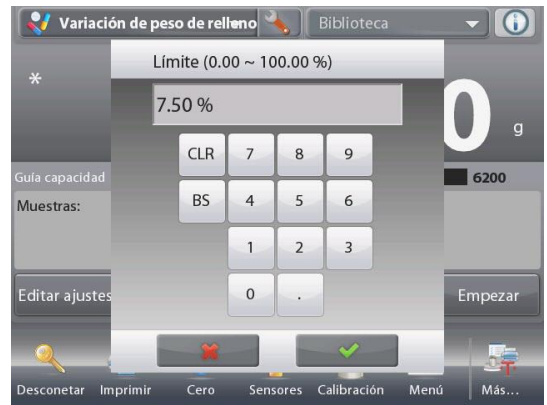 Variación de peso de relleno
Biblioteca
Límite (0.00 ~ 100.00 %)
*
7.50 %
0 g
CLR 7 8 9
Guía capacidad
6200
Muestras:
BS 4 5 6
1 2 3
Editar ajustes
0 .
Empezar
Desconetar Imprimir Cero Sensores Calibración Menú Más...